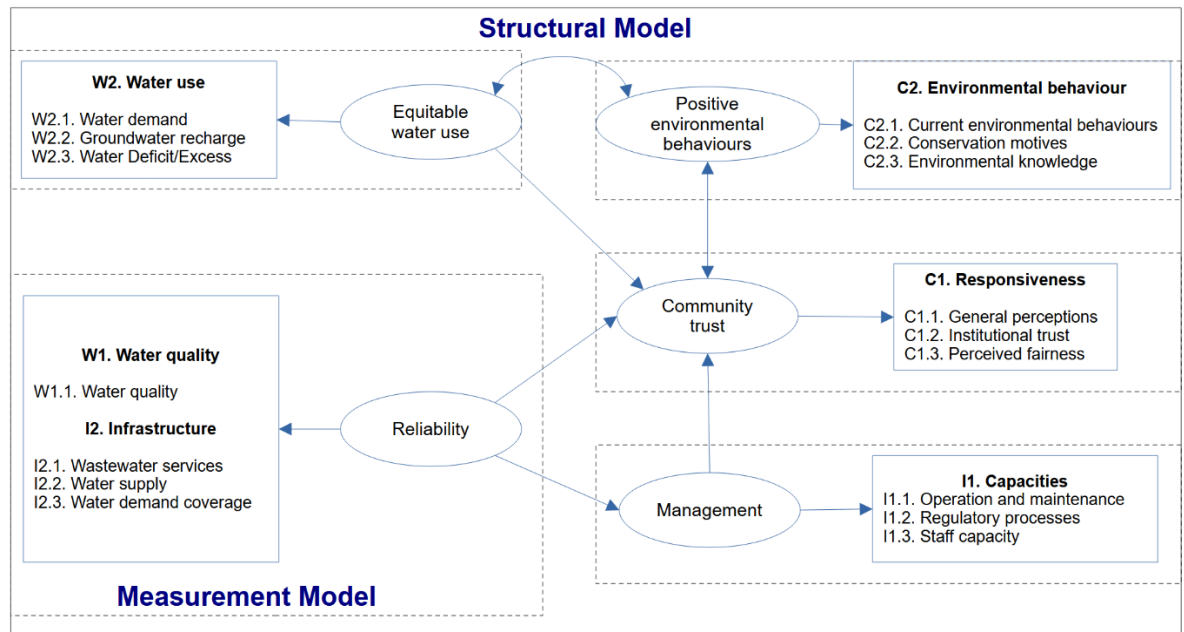 Structural Model
W2. Water use
W2.1. Water demand
W2.2. Groundwater recharge
W2.3. Water Deficit/Excess
Equitable
water use
Positive
environmental
behaviours
C2. Environmental behaviour
C2.1. Current environmental behaviours
C2.2. Conservation motives
C2.3. Environmental knowledge
Community
trust
C1. Responsiveness
C1.1. General perceptions
C1.2. Institutional trust
C1.3. Perceived fairness
W1. Water quality
W1.1. Water quality
I2. Infrastructure
I2.1. Wastewater services
I2.2. Water supply
I2.3. Water demand coverage
Reliability
Management
I1. Capacities
I1.1. Operation and maintenance
I1.2. Regulatory processes
I1.3. Staff capacity
Measurement Model